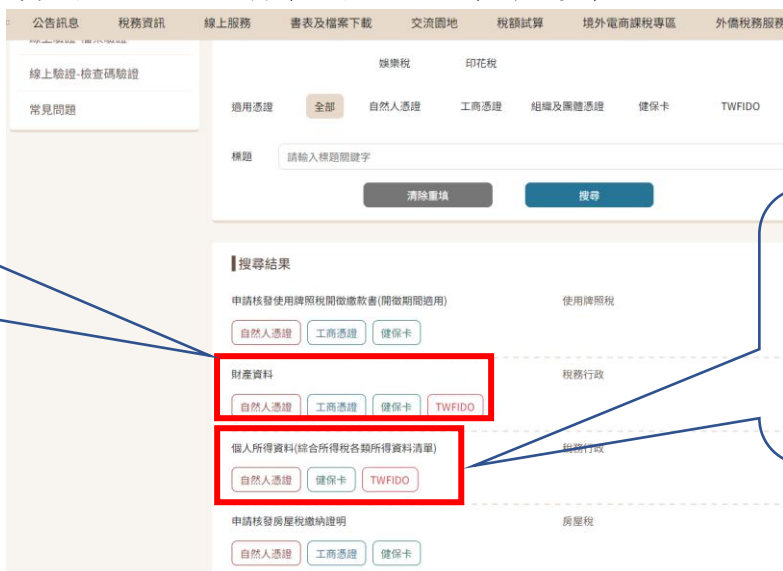 公告訊息 稅務資訊 線上服務 書表及檔案下載 交流園地 稅額試算 境外電商課稅專區 外僑稅務服務
線上驗證-檢查碼驗證
常見問題
娛樂稅 印花稅
適用憑證 全部 自然人憑證 工商憑證 組織及團體憑證 健保卡 TWFIDO
標題 請輸入標題關鍵字
清除重填 搜尋
搜尋結果
申請核發使用牌照稅開徵繳款書(開徵期間適用) 使用牌照稅
自然人憑證 工商憑證 健保卡
財產資料 稅務行政
自然人憑證 工商憑證 健保卡 TWFIDO
個人所得資料(綜合所得稅各類所得資料清單) 稅務行政
自然人憑證 健保卡 TWFIDO
申請核發房屋稅繳納證明 房屋稅
自然人憑證 工商憑證 健保卡